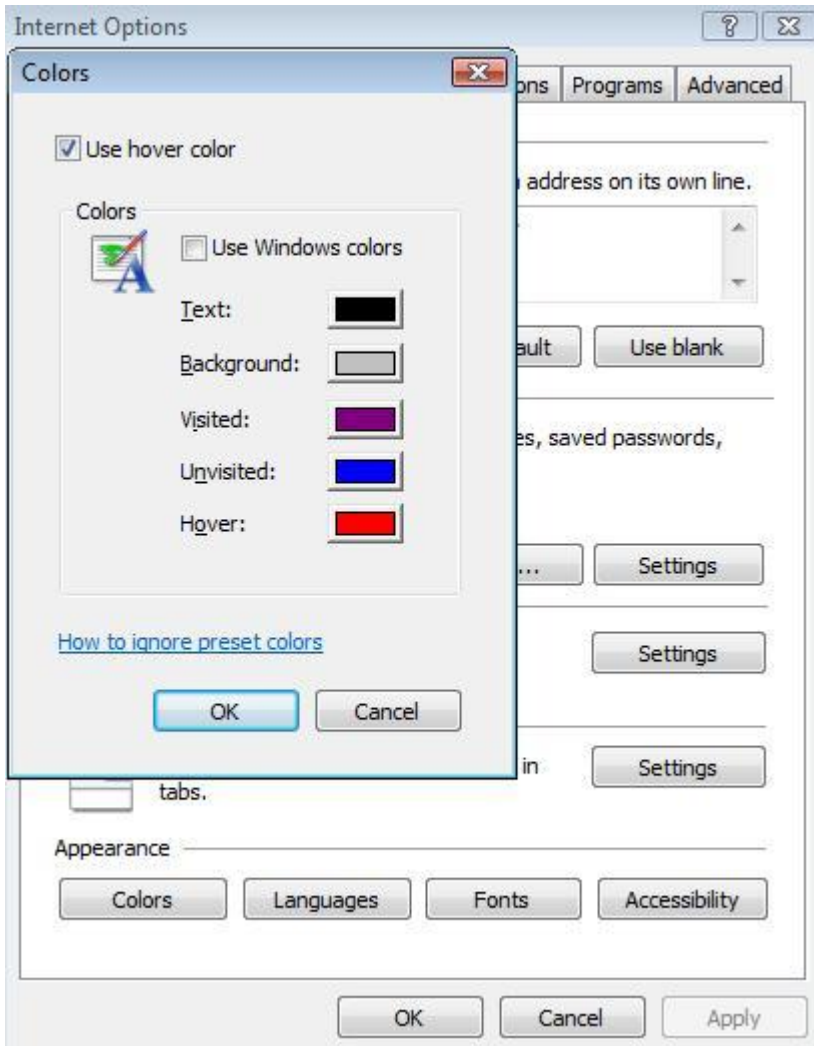 Internet Options
Colors
ons Programs Advanced
Use hover color
address on its own line.
Colors
Use Windows colors
Text:
Background:
ault Use blank
Visited:
es, saved passwords,
Unvisited:
Hover:
... Settings
How to ignore preset colors
Settings
OK Cancel
in Settings
tabs.
Appearance
Colors Languages Fonts Accessibility
OK Cancel Apply